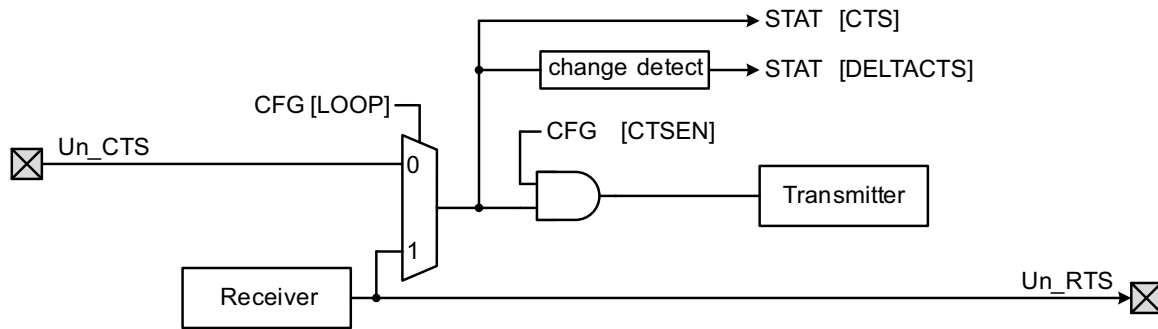 STAT [CTS]
change detect
STAT [DELTACTS]
CFG [LOOP]
CFG [CTSEN]
Un_CTS
0
Transmitter
1
Receiver
Un_RTS